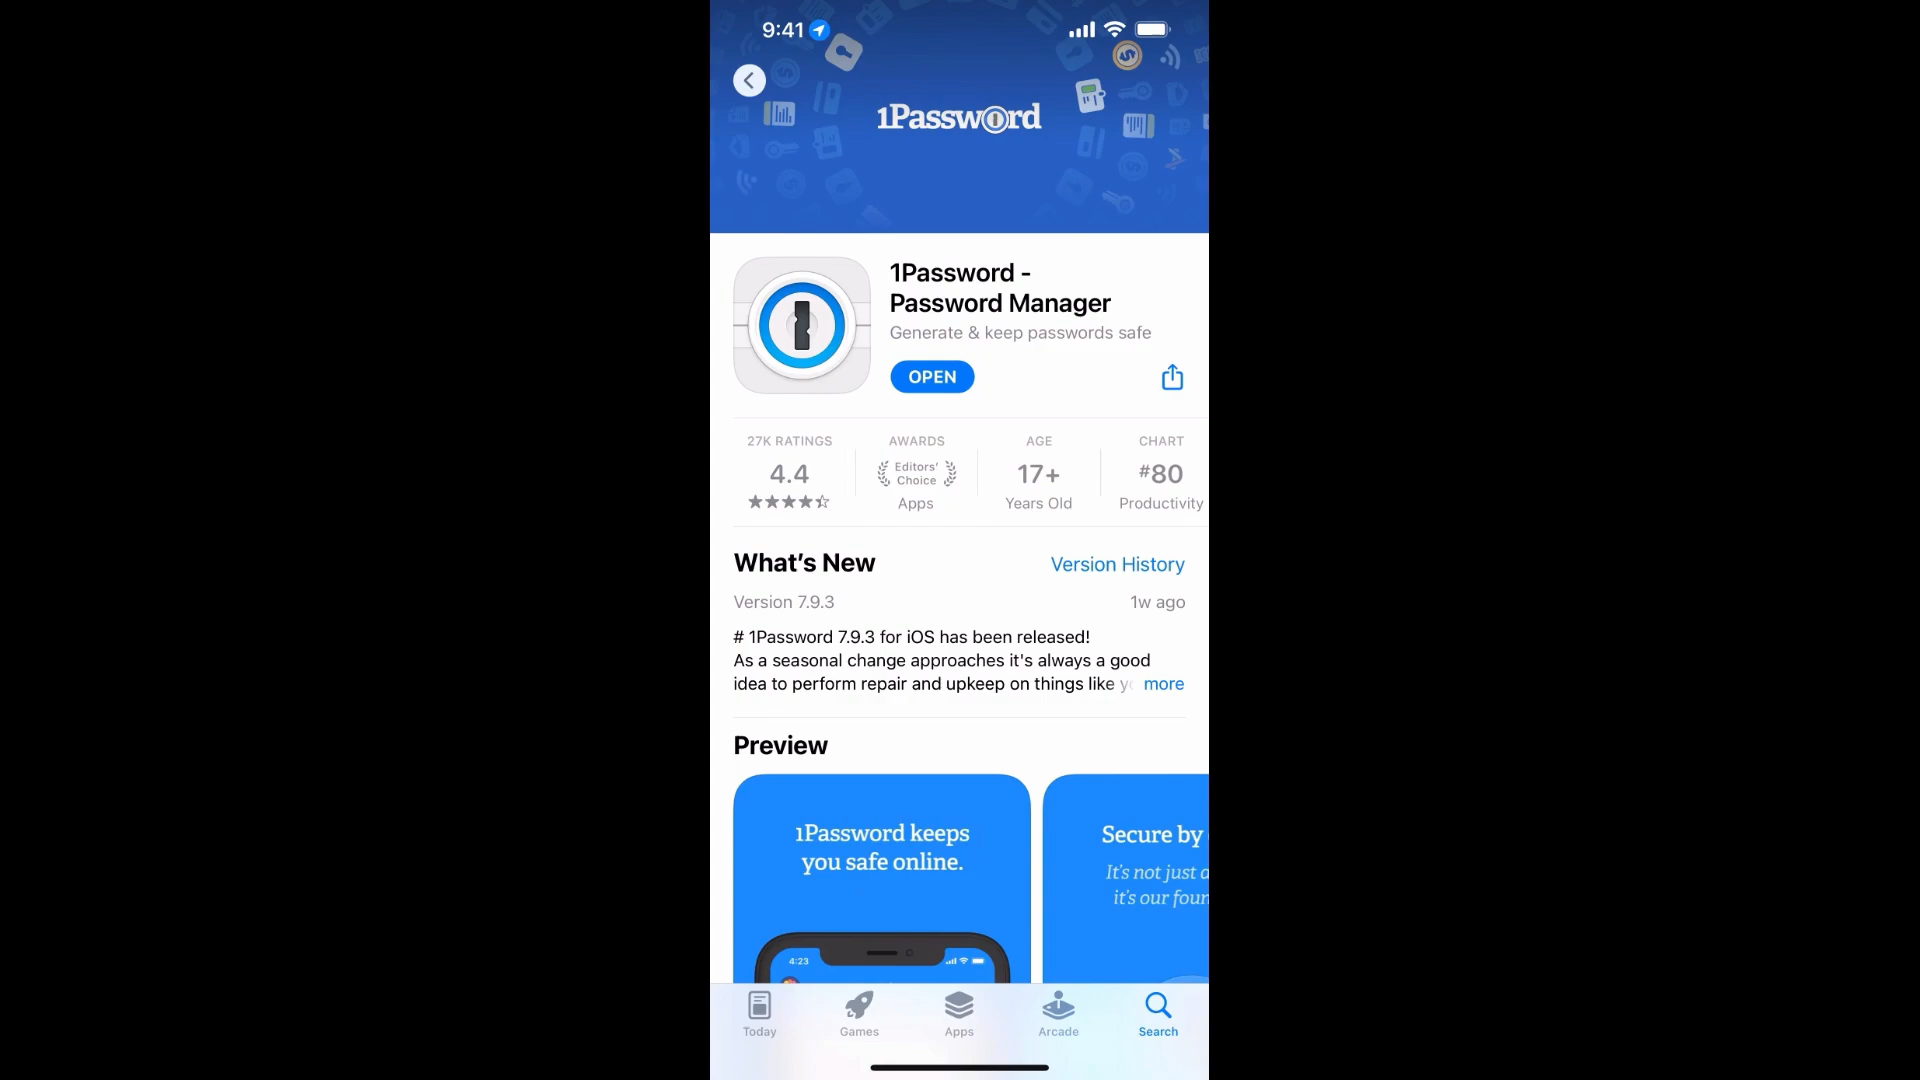 9:41
1Password
1Password -
Password Manager
Generate & keep passwords safe
OPEN
27K RATINGS
4.4
AWARDS
Editors'
Choice
Apps
AGE
17+
Years Old
CHART
#80
Productivity
What's New
Version History
Version 7.9.3
1w ago
# 1Password 7.9.3 for iOS has been released!
As a seasonal change approaches it's always a good
idea to perform repair and upkeep on things like
more
Preview
1Password keeps
you safe online.
4:23
Secure by
It's not just
it's our
Today
Games
Apps
Arcade
Search